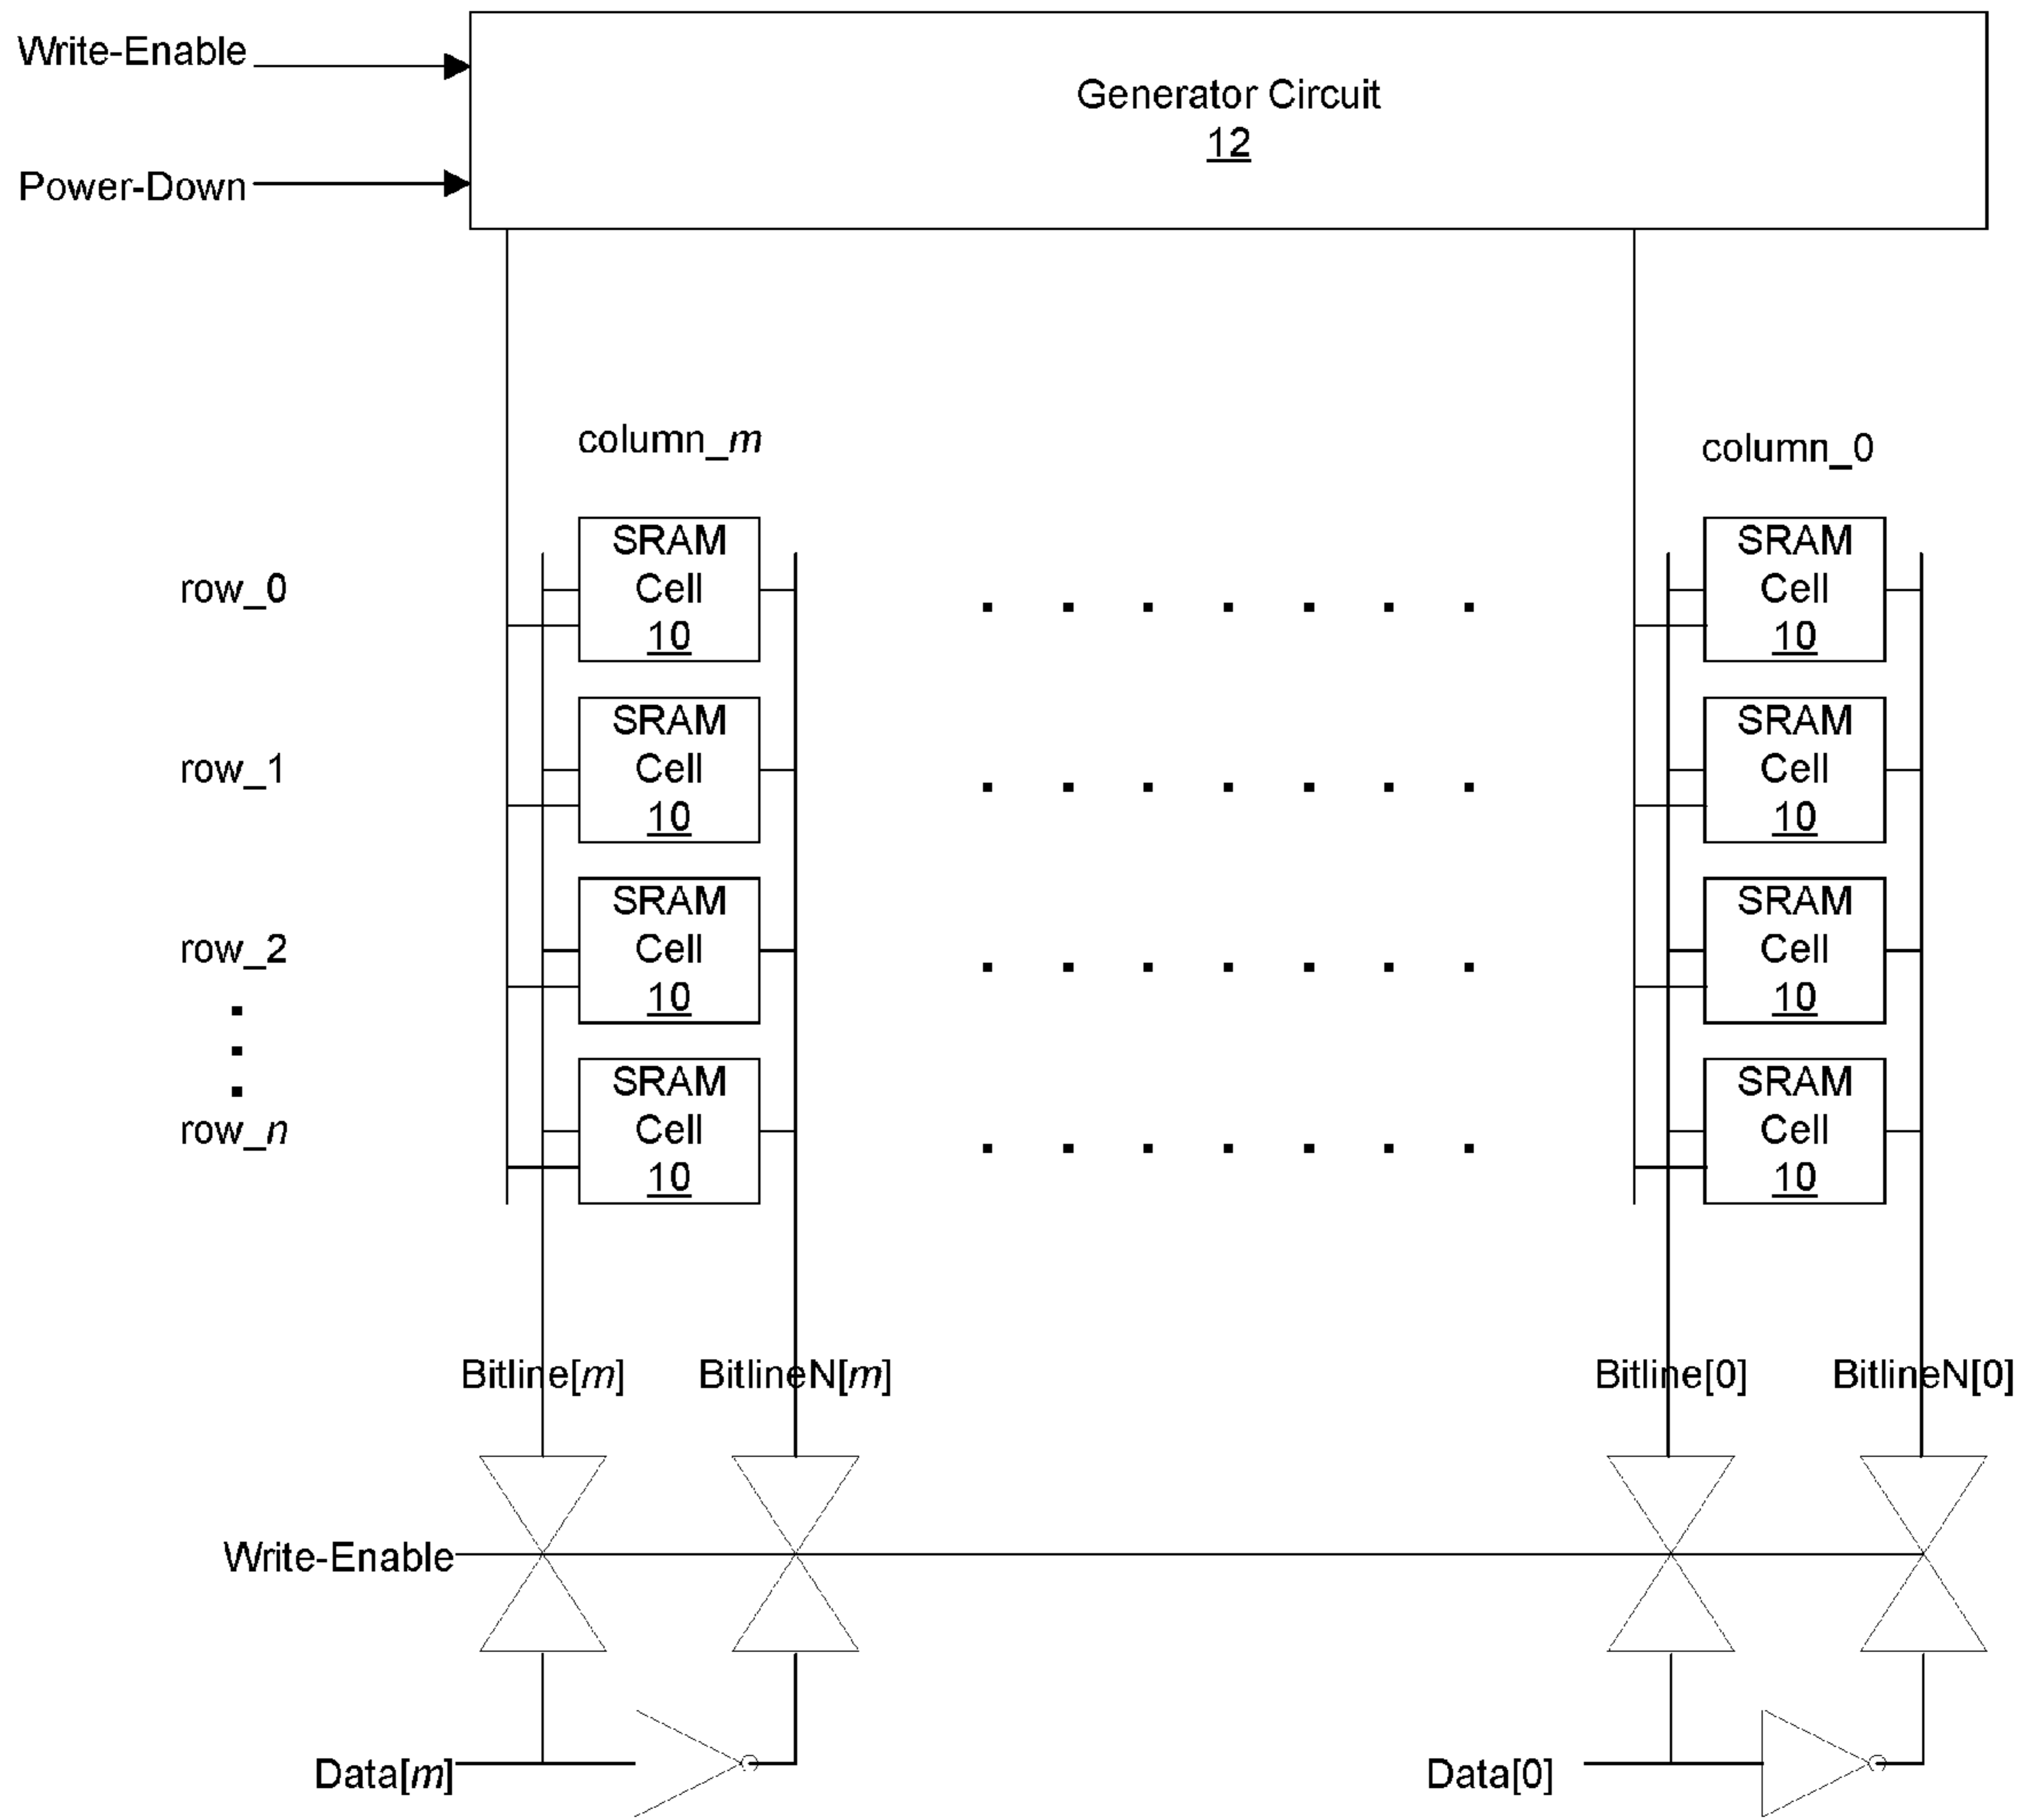 Write-Enable
Generator Circuit
12
Power-Down
column_m
column_0
row_0
SRAM
Cell
10
SRAM
Cell
10
row_1
SRAM
Cell
10
SRAM
Cell
10
row_2
SRAM
Cell
10
SRAM
Cell
10
row_n
SRAM
Cell
10
SRAM
Cell
10
Bitline[m]
BitlineN[m]
Bitline[0]
BitlineN[0]
Write-Enable
Data[m]
Data[0]